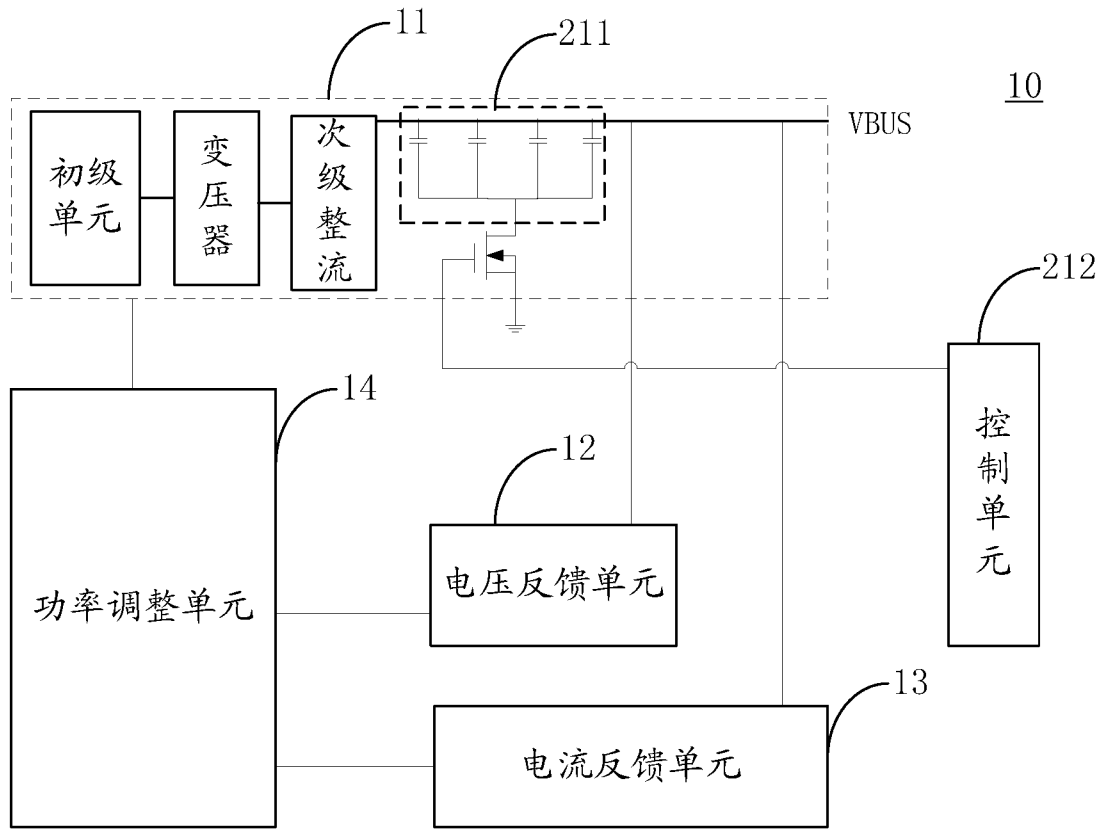 11
211
10
初级单元
变压器
次级整流
VBUS
212
控制单元
14
12
功率调整单元
电压反馈单元
13
电流反馈单元